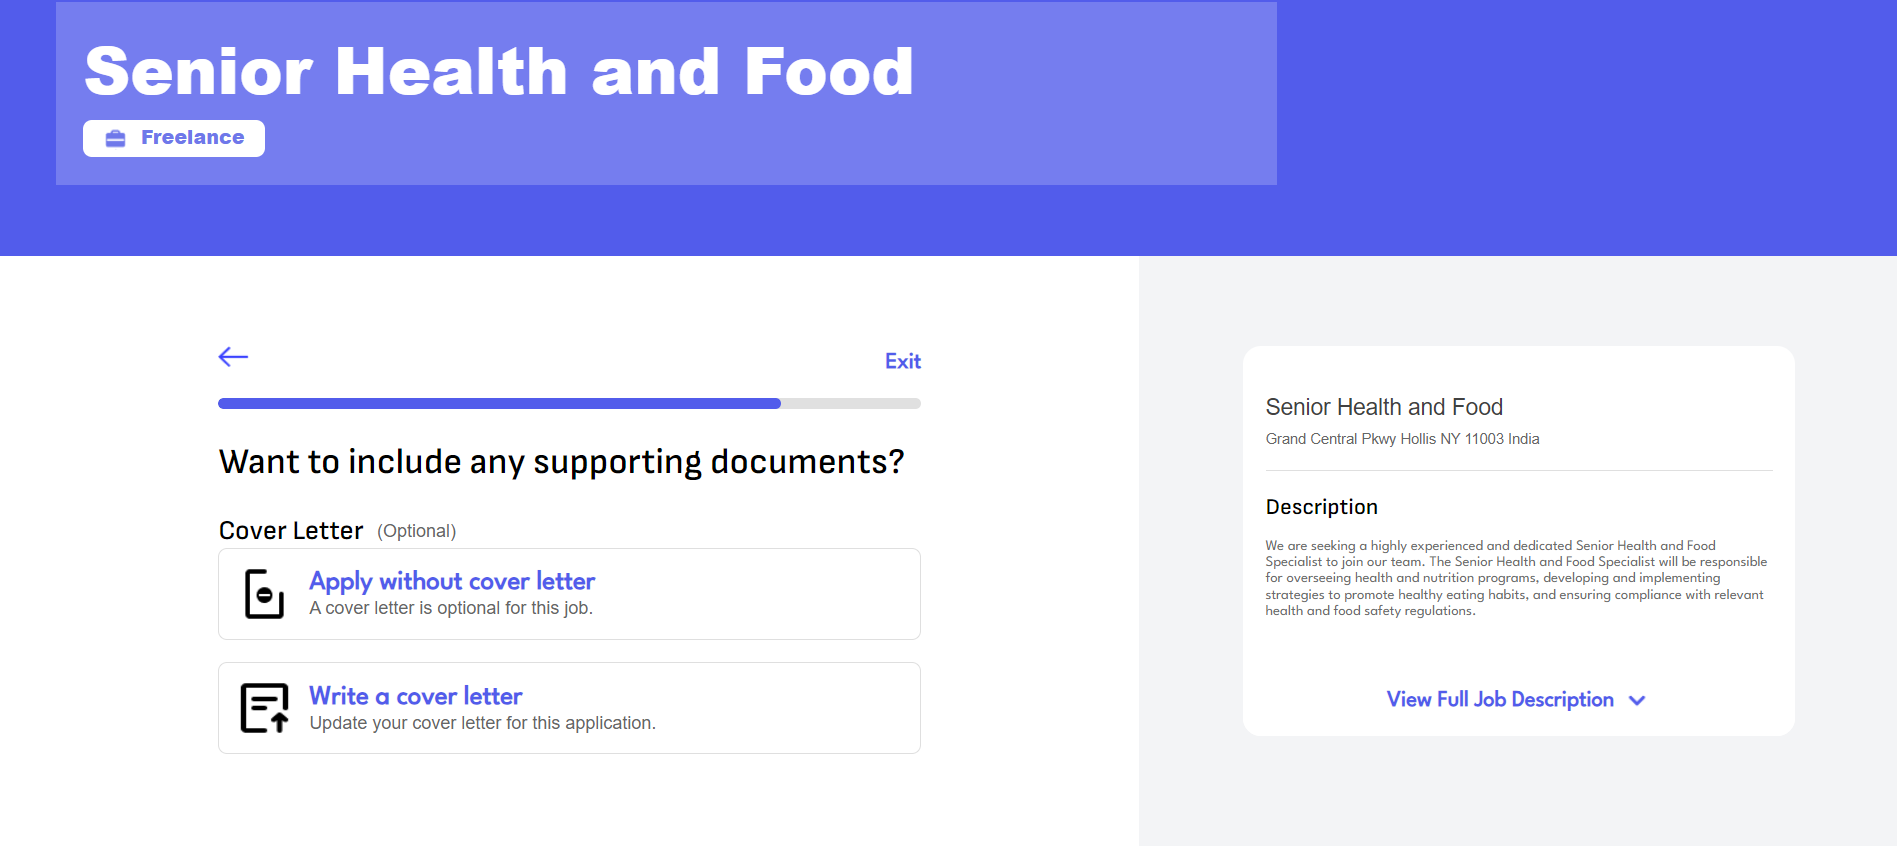 Senior Health and Food
Freelance
Exit
Want to include any supporting documents?
Cover Letter (Optional)
Apply without cover letter
A cover letter is optional for this job.
Write a cover letter
Update your cover letter for this application.
Senior Health and Food
Grand Central Pkwy Hollis NY 11003 India
Description
We are seeking a highly experienced and dedicated Senior Health and Food
Specialist to join our team. The Senior Health and Food Specialist will be responsible
for overseeing health and nutrition programs, developing and implementing
strategies to promote healthy eating habits, and ensuring compliance with relevant
health and food safety regulations.
View Full Job Description